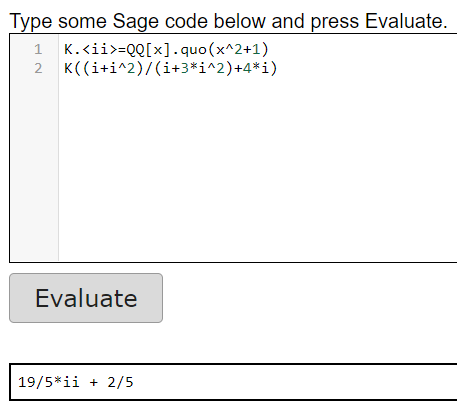 Type some Sage code below and press Evaluate.
1 K.<ii>=QQ[x].quo(x^2+1)
2 K((i+i^2)/(i+3*i^2)+4*i)
Evaluate
19/5*ii + 2/5